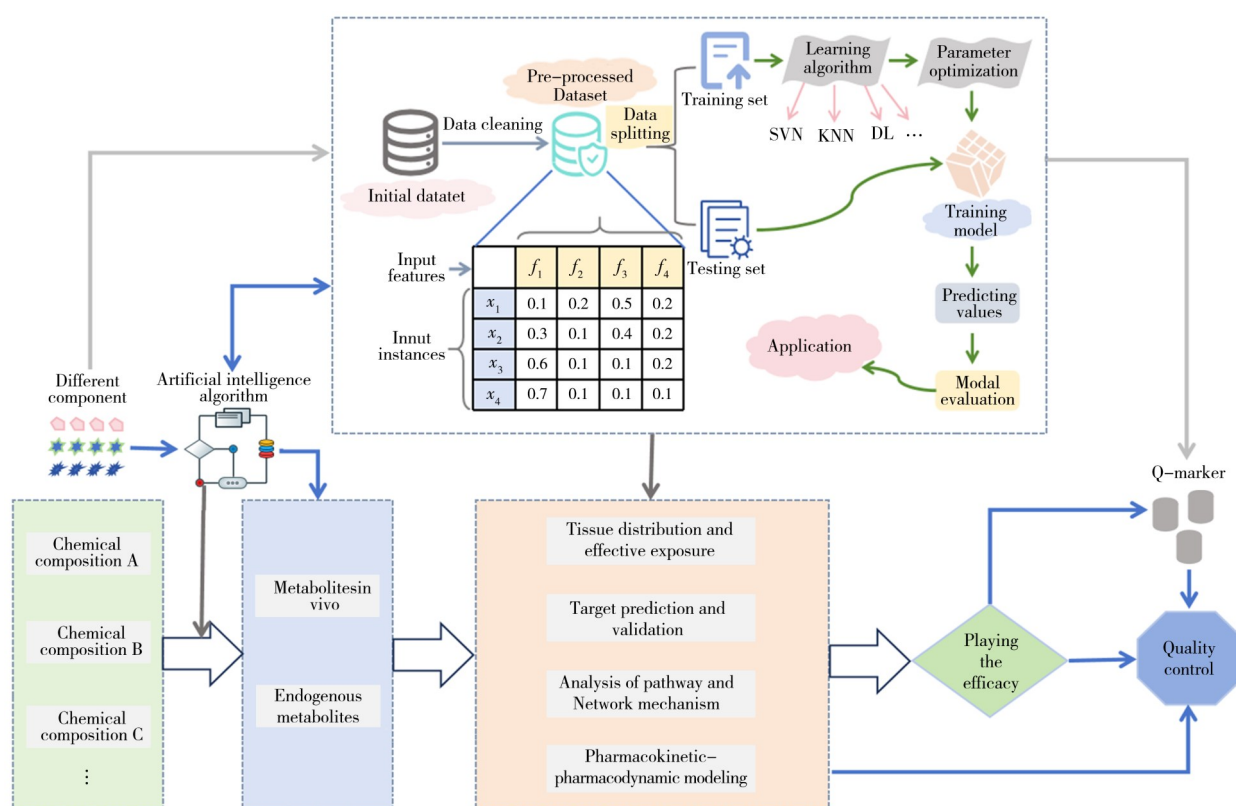 Pre-processed
Dataset
Data cleaning
Initial datatet
Data
splitting
Training set
Learning
algorithm
Parameter
optimization
SVN
KNN
DL
...
Testing set
Training
model
Predicting
values
Modal
evaluation
Application
Input
features
f1 f2 f3 f4
Innut
instances
x1 0.1 0.2 0.5 0.2
x2 0.3 0.1 0.4 0.2
x3 0.6 0.1 0.1 0.2
x4 0.7 0.1 0.1 0.1
Different
component
Artificial intelligence
algorithm
Chemical
composition A
Chemical
composition B
Chemical
composition C
⋮
Metabolitesin
vivo
Endogenous
metabolites
Tissue distribution and
effective exposure
Target prediction and
validation
Analysis of pathway and
Network mechanism
Pharmacokinetic-
pharmacodynamic modeling
Playing
the
efficacy
Q-marker
Quality
control